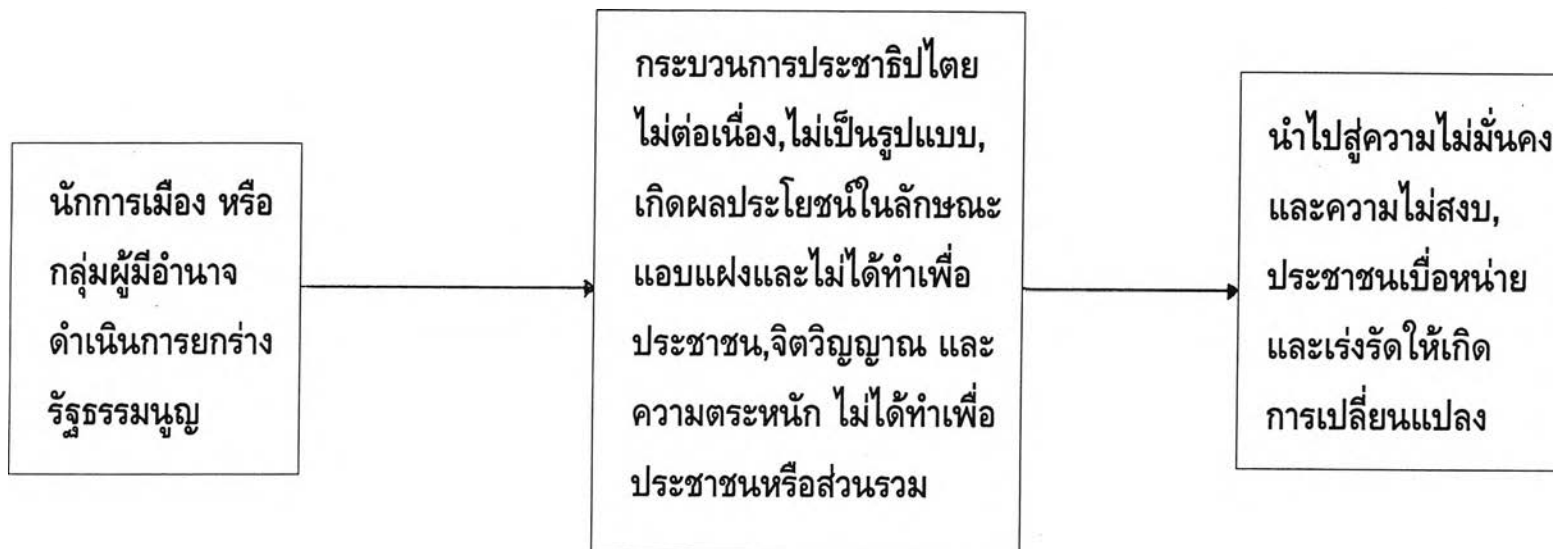 นักการเมือง หรือ
กลุ่มผู้มีอำนาจ
ดำเนินการยกร่าง
รัฐธรรมนูญ
กระบวนการประชาธิปไตย
ไม่ต่อเนื่อง,ไม่เป็นรูปแบบ,
เกิดผลประโยชน์ในลักษณะ
แอบแฝงและไม่ได้ทำเพื่อ
ประชาชน,จิตวิญญาณ และ
ความตระหนัก ไม่ได้ทำเพื่อ
ประชาชนหรือส่วนรวม
นำไปสู่ความไม่มั่นคง
และความไม่สงบ,
ประชาชนเบื่อหน่าย
และเร่งรัดให้เกิด
การเปลี่ยนแปลง